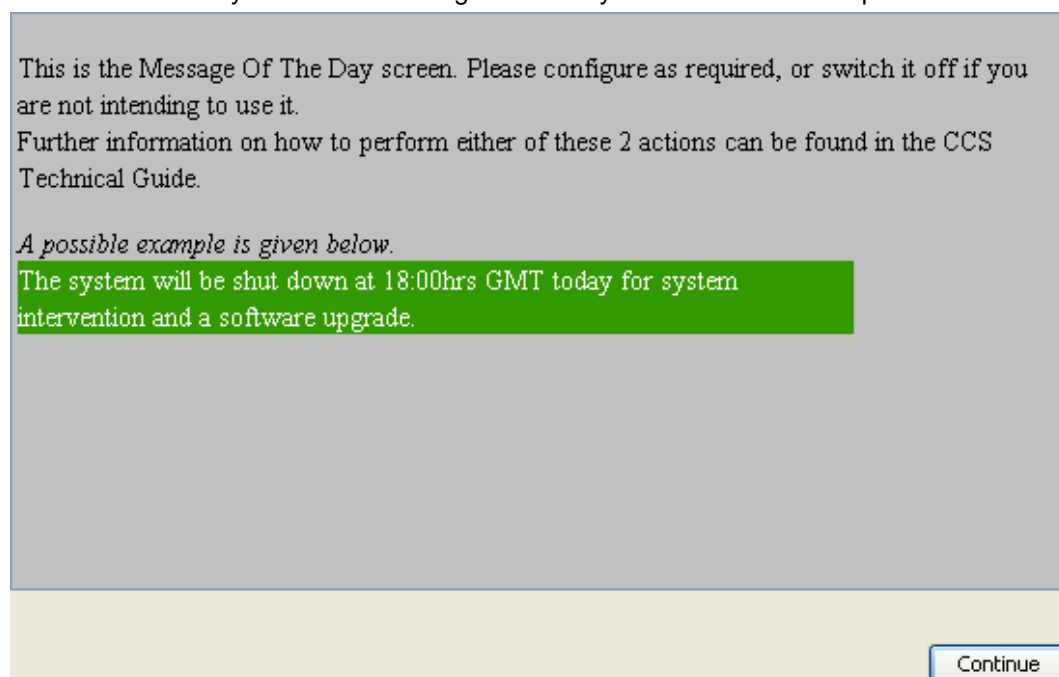 This is the Message Of The Day screen. Please configure as required, or switch it off if you
are not intending to use it.
Further information on how to perform either of these 2 actions can be found in the CCS
Technical Guide.
A possible example is given below.
The system will be shut down at 18:00hrs GMT today for system
intervention and a software upgrade.
Continue